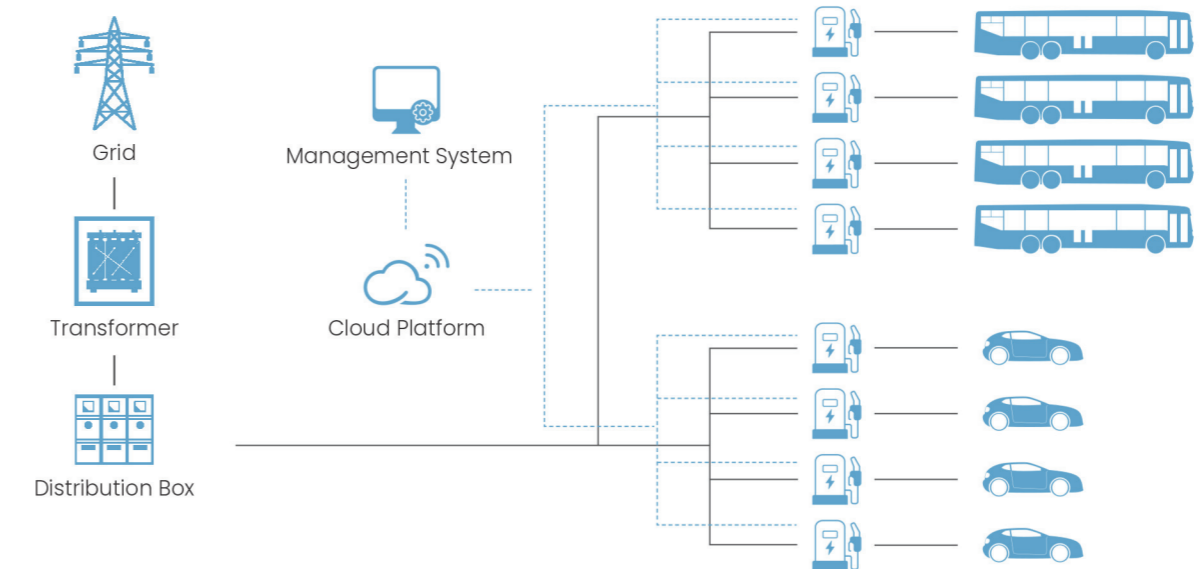 Grid
Management System
Transformer
Cloud Platform
Distribution Box